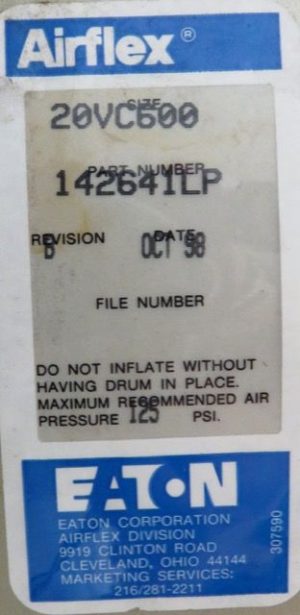 Airflex®
SIZE
20VC600
PART NUMBER
142641LP
REVISION DATE
B OCT 98
FILE NUMBER
DO NOT INFLATE WITHOUT
HAVING DRUM IN PLACE.
MAXIMUM RECOMMENDED AIR
PRESSURE 125 PSI.
EATON
EATON CORPORATION
AIRFLEX DIVISION
9919 CLINTON ROAD
CLEVELAND, OHIO 44144
MARKETING SERVICES:
216/281-2211
307590